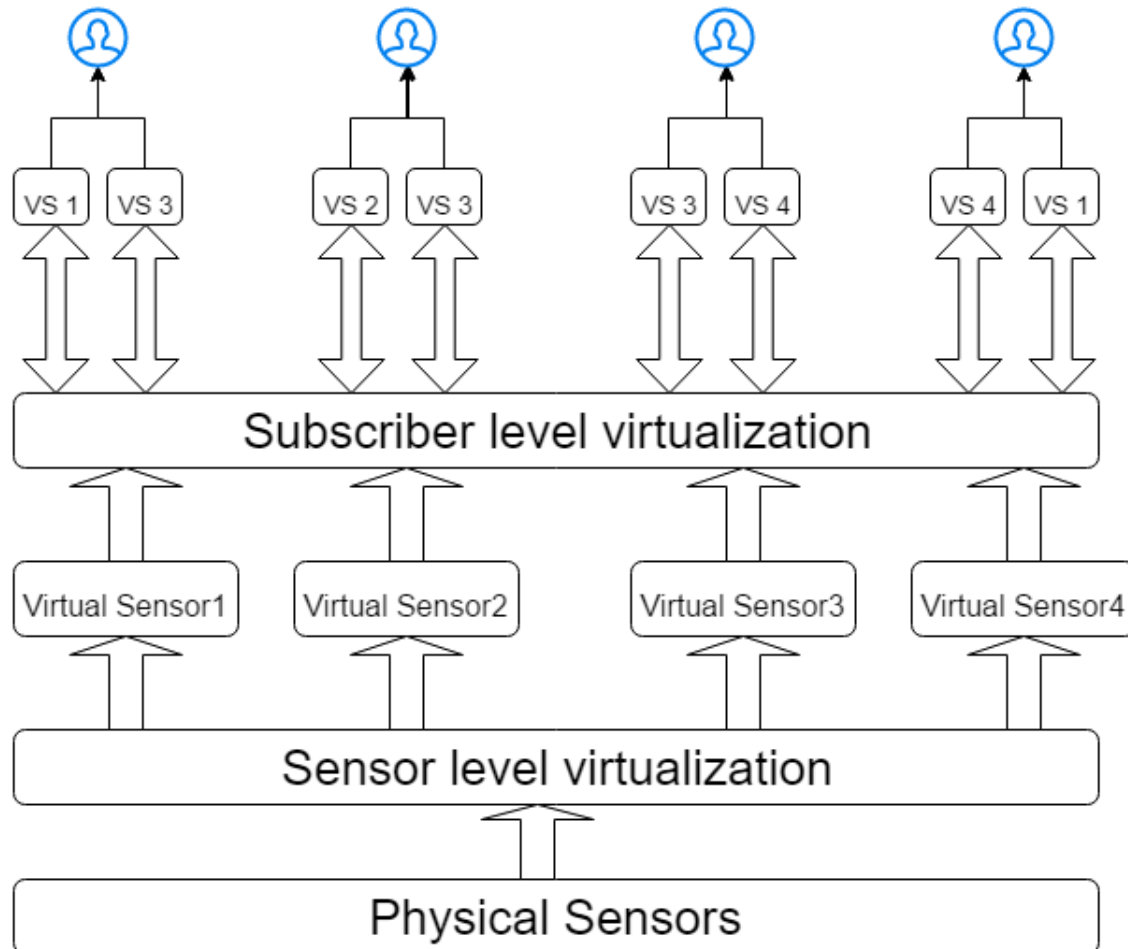 VS 1 VS 3 VS 2 VS 3 VS 3 VS 4 VS 4 VS 1
Subscriber level virtualization
Virtual Sensor1 Virtual Sensor2 Virtual Sensor3 Virtual Sensor4
Sensor level virtualization
Physical Sensors